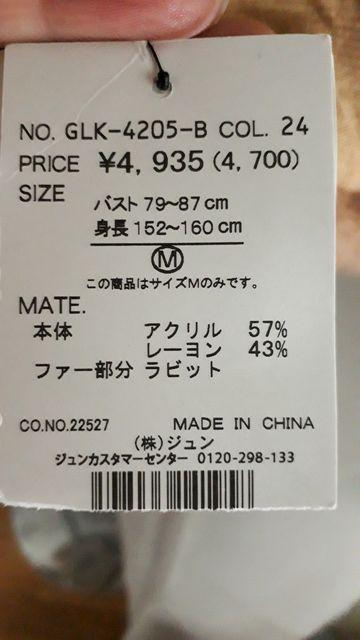 NO. GLK-4205-B COL. 24
PRICE ¥4,935(4,700)
SIZE
バスト 79〜87cm
身長 152〜160cm
Ⓜ
この商品はサイズMのみです。
MATE.
本体 アクリル 57%
レーヨン 43%
ファー部分 ラビット
CO.NO.22527 MADE IN CHINA
(株)ジュン
ジュンカスタマーセンター 0120-298-133